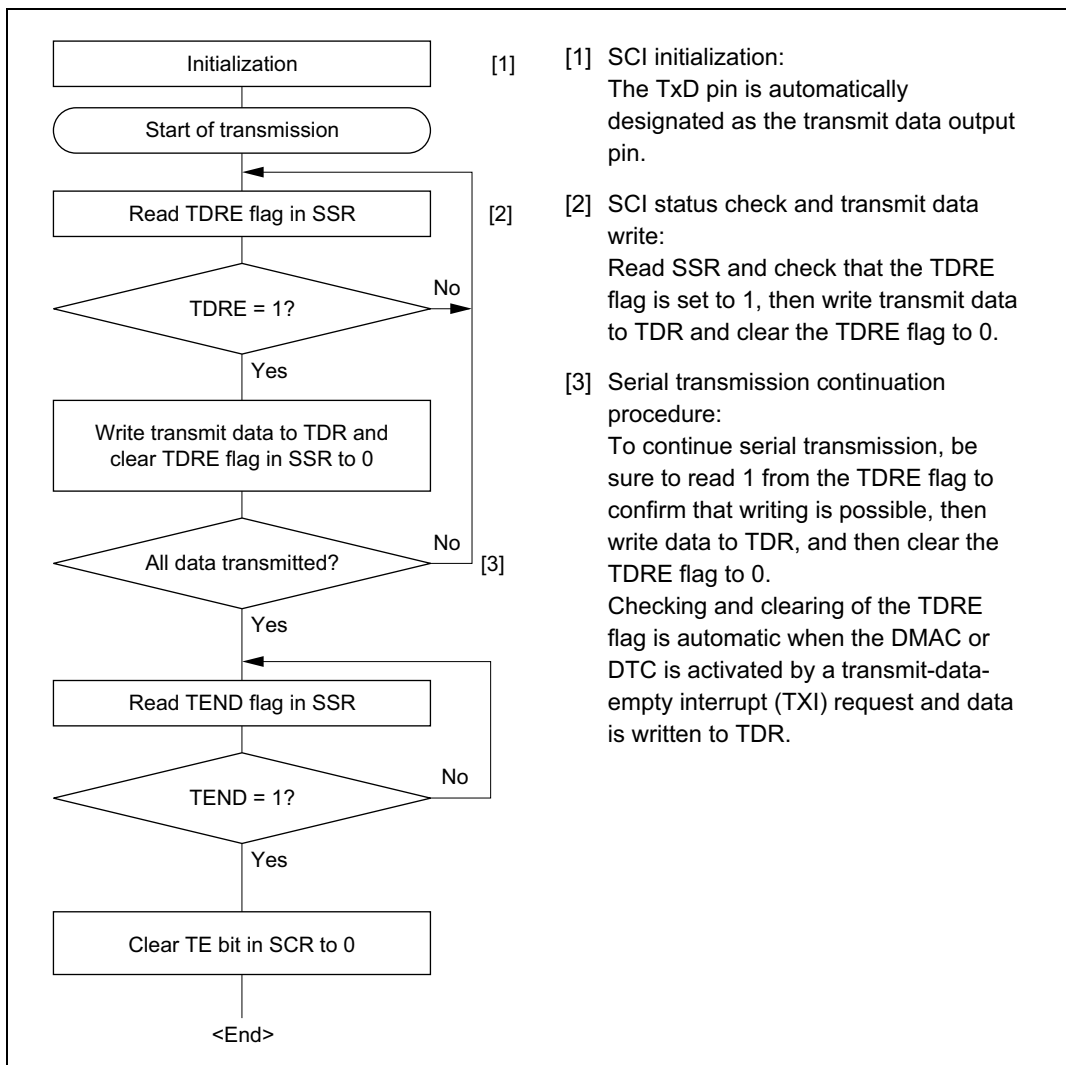 Initialization
[1]
Start of transmission
Read TDRE flag in SSR
[2]
No
TDRE = 1?
Yes
Write transmit data to TDR and
clear TDRE flag in SSR to 0
No
All data transmitted?
[3]
Yes
Read TEND flag in SSR
No
TEND = 1?
Yes
Clear TE bit in SCR to 0
<End>
[1] SCI initialization:
The TxD pin is automatically
designated as the transmit data output
pin.
[2] SCI status check and transmit data
write:
Read SSR and check that the TDRE
flag is set to 1, then write transmit data
to TDR and clear the TDRE flag to 0.
[3] Serial transmission continuation
procedure:
To continue serial transmission, be
sure to read 1 from the TDRE flag to
confirm that writing is possible, then
write data to TDR, and then clear the
TDRE flag to 0.
Checking and clearing of the TDRE
flag is automatic when the DMAC or
DTC is activated by a transmit-data-
empty interrupt (TXI) request and data
is written to TDR.